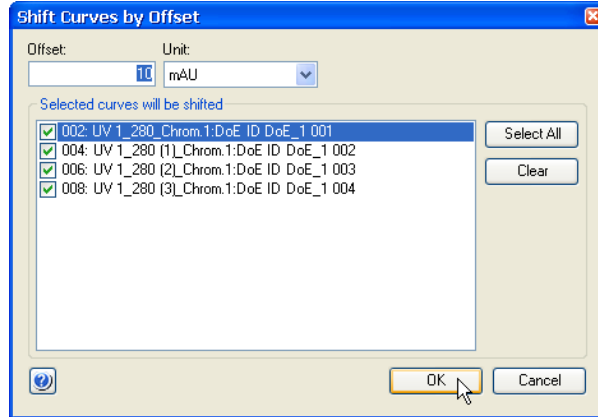 Shift Curves by Offset
Offset: Unit:
10 mAU
Selected curves will be shifted
002: UV 1_280_Chrom.1:DoE ID DoE_1 001
004: UV 1_280 (1)_Chrom.1:DoE ID DoE_1 002
006: UV 1_280 (2)_Chrom.1:DoE ID DoE_1 003
008: UV 1_280 (3)_Chrom.1:DoE ID DoE_1 004
Select All
Clear
OK Cancel